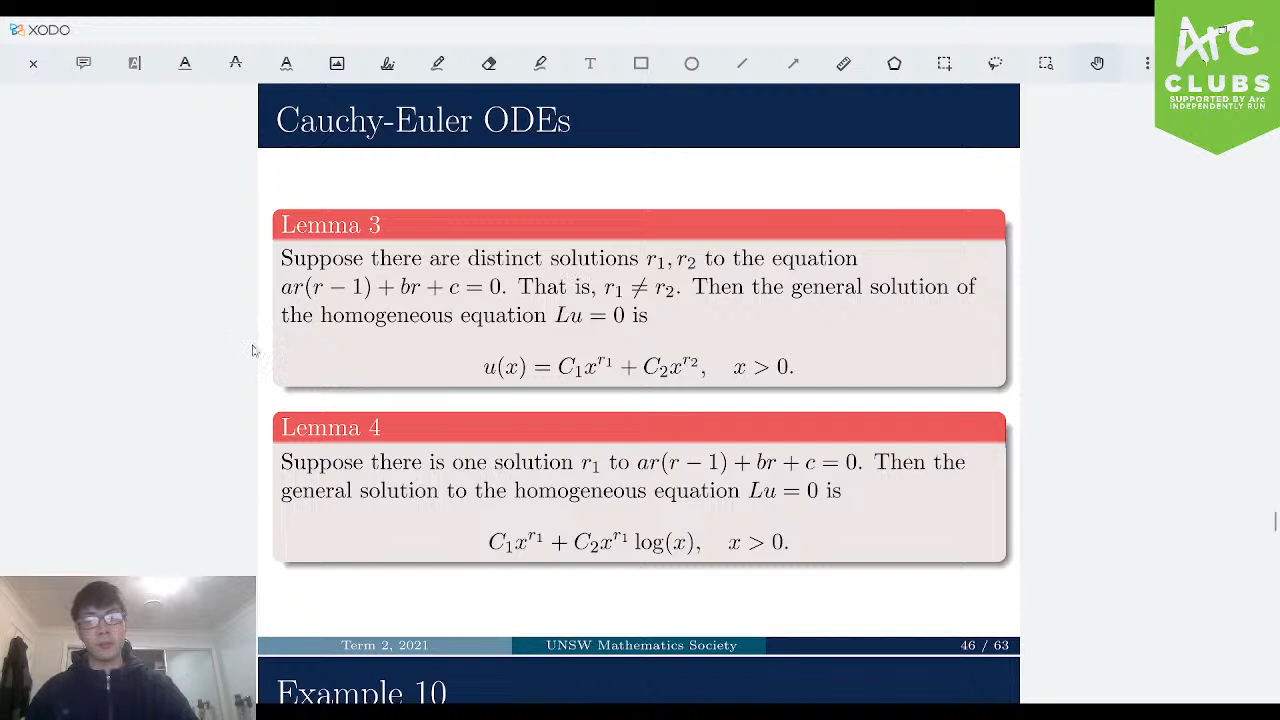 XODO
Arc
CLUBS
SUPPORTED BY Arc
INDEPENDENTLY RUN
Cauchy-Euler ODEs
Lemma 3
Suppose there are distinct solutions r₁, r₂ to the equation
ar(r − 1) + br + c = 0. That is, r₁ ≠ r₂. Then the general solution of
the homogeneous equation Lu = 0 is
u(x) = C₁x^{r₁} + C₂x^{r₂}, x > 0.
Lemma 4
Suppose there is one solution r₁ to ar(r − 1) + br + c = 0. Then the
general solution to the homogeneous equation Lu = 0 is
C₁x^{r₁} + C₂x^{r₁} log(x), x > 0.
Term 2, 2021 UNSW Mathematics Society 46 / 63
Example 10